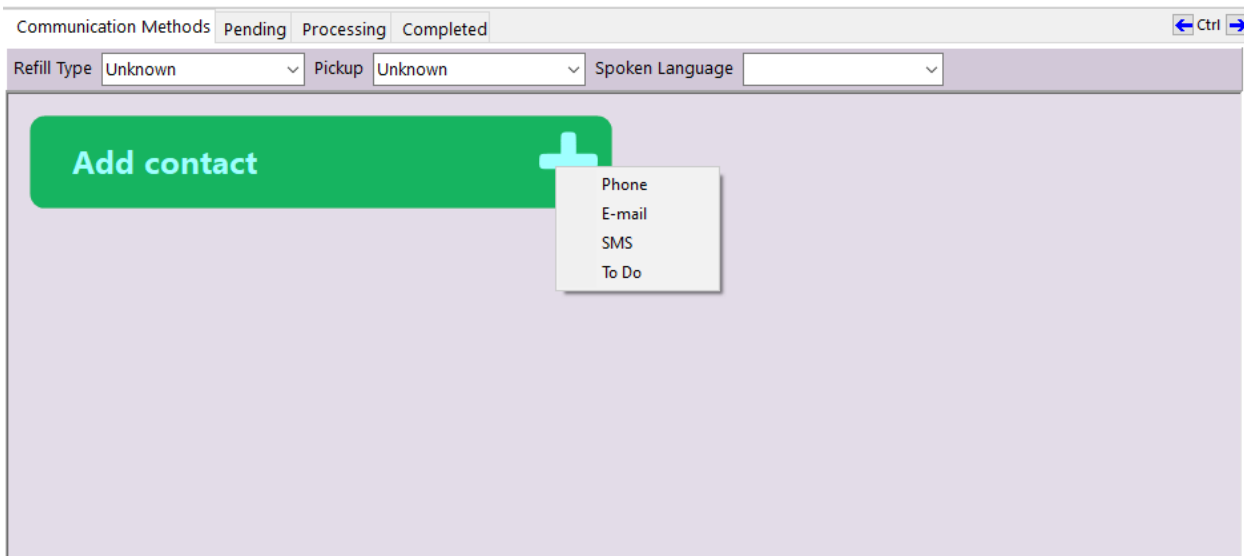 Communication Methods Pending Processing Completed Ctrl
Refill Type Unknown Pickup Unknown Spoken Language
Add contact
Phone
E-mail
SMS
To Do